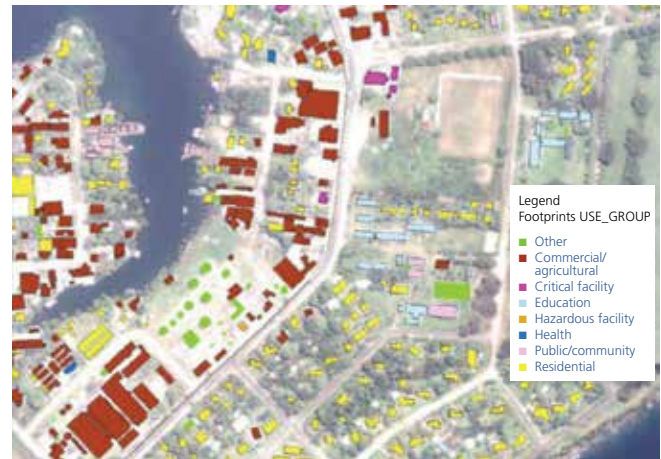 Legend
Footprints USE_GROUP
Other
Commercial/
agricultural
Critical facility
Education
Hazardous facility
Health
Public/community
Residential